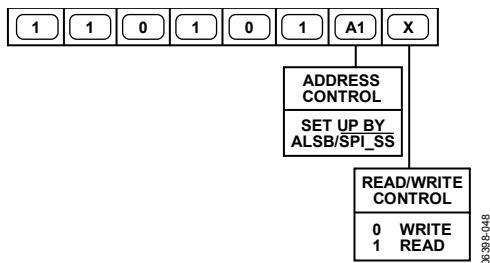 1 1 0 1 0 1 A1 X
ADDRESS
CONTROL
SET UP BY
ALSB/SPI_SS
READ/WRITE
CONTROL
0 WRITE
1 READ
06398-048